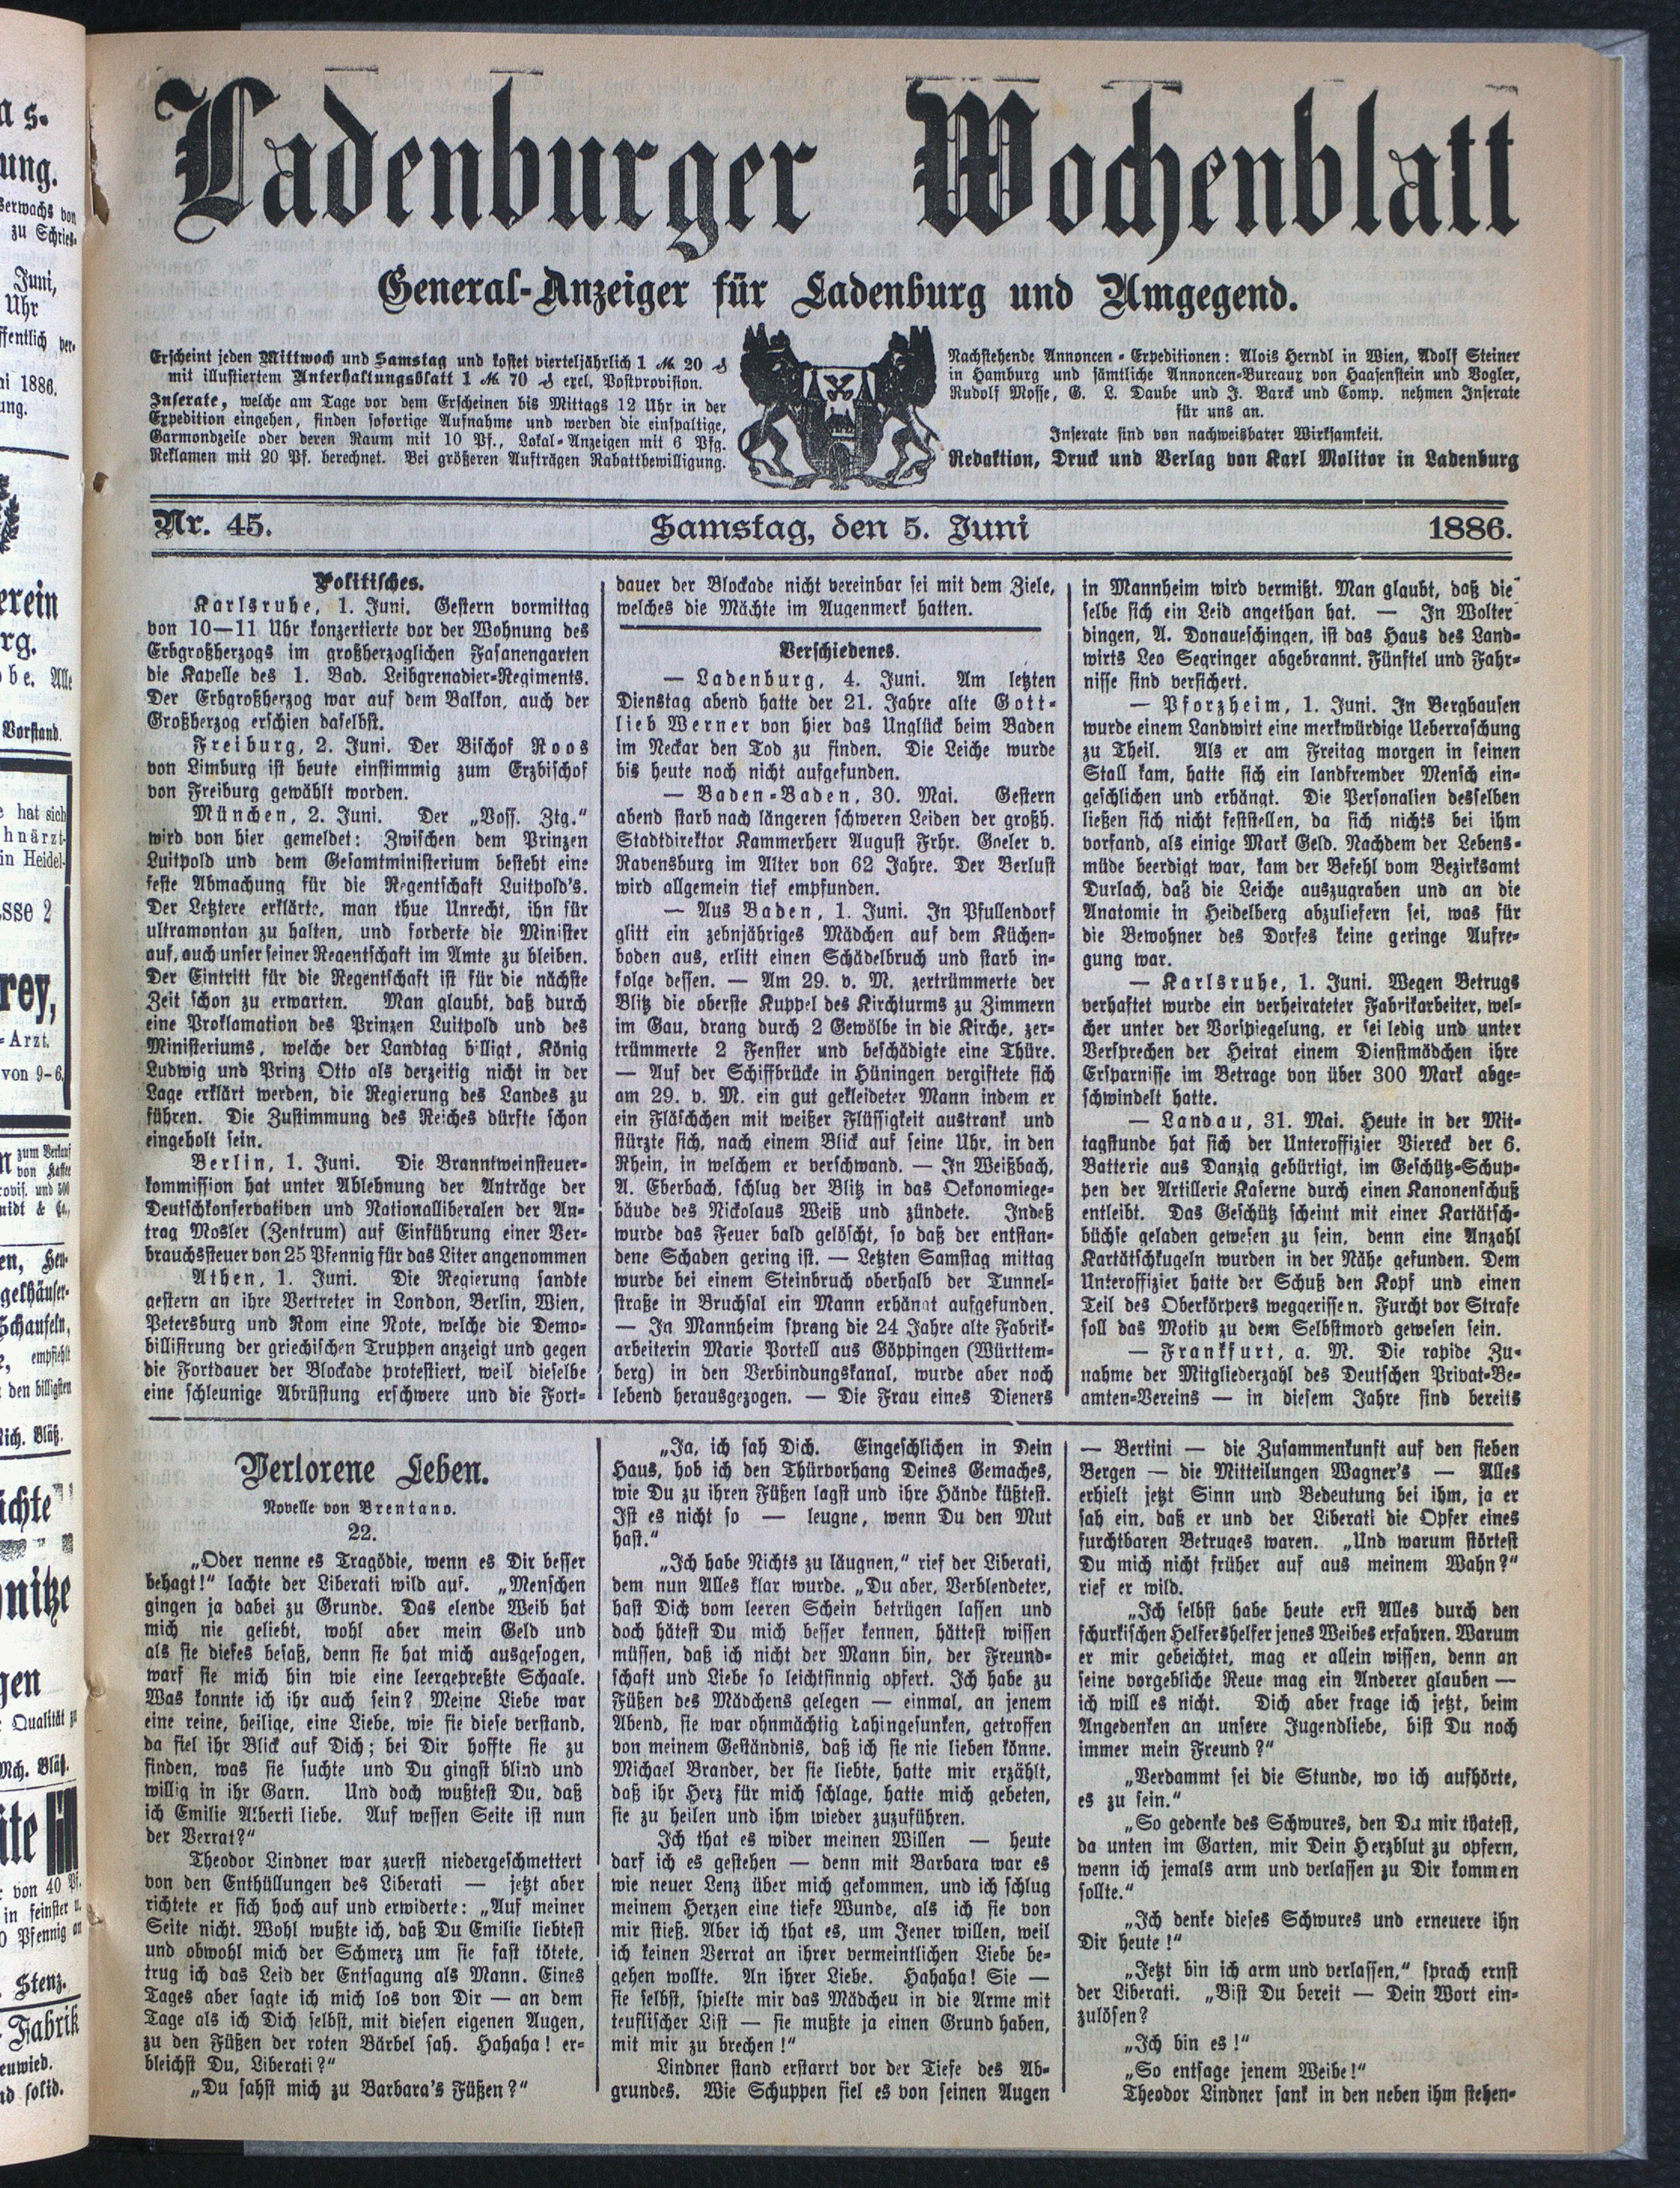 Ladenburger Wochenblatt
General-Anzeiger für Ladenburg und Umgegend.
Erscheint jeden Mittwoch und Samstag und kostet vierteljährlich 1 ℳ 20 ₰
mit illustiertem Unterhaltungsblatt 1 ℳ 70 ₰ excl. Postprovision.
Inserate, welche am Tage vor dem Erscheinen bis Mittags 12 Uhr in der
Expedition eingehen, finden sofortige Aufnahme und werden die einspaltige,
Garmondzeile oder deren Raum mit 10 Pf., Lokal-Anzeigen mit 6 Pfg.
Reklamen mit 20 Pf. berechnet. Bei größeren Aufträgen Rabattbewilligung.
Nachstehende Annoncen-Expeditionen: Alois Herndl in Wien, Adolf Steiner
in Hamburg und sämtliche Annoncen-Bureaux von Haasenstein und Vogler,
Rudolf Mosse, G. L. Daube und J. Barck und Comp. nehmen Inserate
für uns an.
Inserate sind von nachweisbarer Wirksamkeit.
Redaktion, Druck und Verlag von Karl Molitor in Ladenburg
Nr. 45.
Samstag, den 5. Juni
1886.
Politisches.
Karlsruhe, 1. Juni. Gestern vormittag
von 10—11 Uhr konzertierte vor der Wohnung des
Erbgroßherzogs im großherzoglichen Fasanengarten
die Kapelle des 1. Bad. Leibgrenadier-Regiments.
Der Erbgroßherzog war auf dem Balkon, auch der
Großherzog erschien daselbst.
Freiburg, 2. Juni. Der Bischof Roos
von Limburg ist heute einstimmig zum Erzbischof
von Freiburg gewählt worden.
München, 2. Juni. Der „Voss. Ztg.“
wird von hier gemeldet: Zwischen dem Prinzen
Luitpold und dem Gesamtministerium besteht eine
feste Abmachung für die Regentschaft Luitpold's.
Der Letztere erklärte, man thue Unrecht, ihn für
ultramontan zu halten, und forderte die Minister
auf, auch unser seiner Regentschaft im Amte zu bleiben.
Der Eintritt für die Regentschaft ist für die nächste
Zeit schon zu erwarten. Man glaubt, daß durch
eine Proklamation des Prinzen Luitpold und des
Ministeriums, welche der Landtag billigt, König
Ludwig und Prinz Otto als derzeitig nicht in der
Lage erklärt werden, die Regierung des Landes zu
führen. Die Zustimmung des Reiches dürfte schon
eingeholt sein.
Berlin, 1. Juni. Die Branntweinsteuer-
kommission hat unter Ablehnung der Anträge der
Deutschkonservativen und Nationalliberalen der An-
trag Mosler (Zentrum) auf Einführung einer Ver-
brauchssteuer von 25 Pfennig für das Liter angenommen
Athen, 1. Juni. Die Regierung sandte
gestern an ihre Vertreter in London, Berlin, Wien,
Petersburg und Rom eine Note, welche die Demo-
bilisirung der griechischen Truppen anzeigt und gegen
die Fortdauer der Blockade protestiert, weil dieselbe
eine schleunige Abrüstung erschwere und die Fort-
dauer der Blockade nicht vereinbar sei mit dem Ziele,
welches die Mächte im Augenmerk hatten.
Verschiedenes.
— Ladenburg, 4. Juni. Am letzten
Dienstag abend hatte der 21. Jahre alte Gott-
lieb Werner von hier das Unglück beim Baden
im Neckar den Tod zu finden. Die Leiche wurde
bis heute noch nicht aufgefunden.
— Baden-Baden, 30. Mai. Gestern
abend starb nach längeren schweren Leiden der großh.
Stadtdirektor Kammerherr August Frhr. Goeler v.
Ravensburg im Alter von 62 Jahre. Der Verlust
wird allgemein tief empfunden.
— Aus Baden, 1. Juni. In Pfullendorf
glitt ein zehnjähriges Mädchen auf dem Küchen-
boden aus, erlitt einen Schädelbruch und starb in-
folge dessen. — Am 29. v. M. zertrümmerte der
Blitz die oberste Kuppel des Kirchturms zu Zimmern
im Gau, drang durch 2 Gewölbe in die Kirche, zer-
trümmerte 2 Fenster und beschädigte eine Thüre.
— Auf der Schiffbrücke in Hüningen vergiftete sich
am 29. v. M. ein gut gekleideter Mann indem er
ein Fläschchen mit weißer Flüssigkeit austrank und
stürzte sich, nach einem Blick auf seine Uhr, in den
Rhein, in welchem er verschwand. — In Weißbach,
A. Eberbach, schlug der Blitz in das Oekonomiege-
bäude des Nickolaus Weiß und zündete. Indeß
wurde das Feuer bald gelöscht, so daß der entstan-
dene Schaden gering ist. — Letzten Samstag mittag
wurde bei einem Steinbruch oberhalb der Tunnel-
straße in Bruchsal ein Mann erhängt aufgefunden.
— In Mannheim sprang die 24 Jahre alte Fabrik-
arbeiterin Marie Portell aus Göppingen (Württem-
berg) in den Verbindungskanal, wurde aber noch
lebend herausgezogen. — Die Frau eines Dieners
in Mannheim wird vermißt. Man glaubt, daß die
selbe sich ein Leid angethan hat. — In Wolter
dingen, A. Donaueschingen, ist das Haus des Land-
wirts Leo Segringer abgebrannt. Fünftel und Fahr-
nisse sind versichert.
— Pforzheim, 1. Juni. In Berghausen
wurde einem Landwirt eine merkwürdige Ueberraschung
zu Theil. Als er am Freitag morgen in seinen
Stall kam, hatte sich ein landfremder Mensch ein-
geschlichen und erhängt. Die Personalien desselben
ließen sich nicht feststellen, da sich nichts bei ihm
vorfand, als einige Mark Geld. Nachdem der Lebens-
müde beerdigt war, kam der Befehl vom Bezirksamt
Durlach, daß die Leiche auszugraben und an die
Anatomie in Heidelberg abzuliefern sei, was für
die Bewohner des Dorfes keine geringe Aufre-
gung war.
— Karlsruhe, 1. Juni. Wegen Betrugs
verhaftet wurde ein verheirateter Fabrikarbeiter, wel-
cher unter der Vorspiegelung, er sei ledig und unter
Versprechen der Heirat einem Dienstmädchen ihre
Ersparnisse im Betrage von über 300 Mark abge-
schwindelt hatte.
— Landau, 31. Mai. Heute in der Mit-
tagstunde hat sich der Unteroffizier Viereck der 6.
Batterie aus Danzig gebürtigt, im Geschütz-Schup-
pen der Artillerie Kaserne durch einen Kanonenschuß
entleibt. Das Geschütz scheint mit einer Kartätsch-
büchse geladen gewesen zu sein, denn eine Anzahl
Kartätschkugeln wurden in der Nähe gefunden. Dem
Unteroffizier hatte der Schuß den Kopf und einen
Teil des Oberkörpers weggerissen. Furcht vor Strafe
soll das Motiv zu dem Selbstmord gewesen sein.
— Frankfurt, a. M. Die rapide Zu-
nahme der Mitgliederzahl des Deutschen Privat-Be-
amten-Vereins — in diesem Jahre sind bereits
Verlorene Leben.
Novelle von Brentano.
22.
„Oder nenne es Tragödie, wenn es Dir besser
behagt!“ lachte der Liberati wild auf. „Menschen
gingen ja dabei zu Grunde. Das elende Weib hat
mich nie geliebt, wohl aber mein Geld und
als sie dieses besaß, denn sie hat mich ausgesogen,
warf sie mich hin wie eine leergepreßte Schaale.
Was konnte ich ihr auch sein? Meine Liebe war
eine reine, heilige, eine Liebe, wie sie diese verstand,
da fiel ihr Blick auf Dich; bei Dir hoffte sie zu
finden, was sie suchte und Du gingst blind und
willig in ihr Garn. Und doch wußtest Du, daß
ich Emilie Alberti liebe. Auf wessen Seite ist nun
der Verrat?“
Theodor Lindner war zuerst niedergeschmettert
von den Enthüllungen des Liberati — jetzt aber
richtete er sich hoch auf und erwiderte: „Auf meiner
Seite nicht. Wohl wußte ich, daß Du Emilie liebtest
und obwohl mich der Schmerz um sie fast tötete,
trug ich das Leid der Entsagung als Mann. Eines
Tages aber sagte ich mich los von Dir — an dem
Tage als ich Dich selbst, mit diesen eigenen Augen,
zu den Füßen der roten Bärbel sah. Hahaha! er-
bleichst Du, Liberati?“
„Du sahst mich zu Barbara's Füßen?“
„Ja, ich sah Dich. Eingeschlichen in Dein
Haus, hob ich den Thürvorhang Deines Gemaches,
wie Du zu ihren Füßen lagst und ihre Hände küßtest.
Ist es nicht so — leugne, wenn Du den Mut
hast.“
„Ich habe Nichts zu läugnen,“ rief der Liberati,
dem nun Alles klar wurde. „Du aber, Verblendeter,
hast Dich vom leeren Schein betrügen lassen und
doch hätest Du mich besser kennen, hättest wissen
müssen, daß ich nicht der Mann bin, der Freund-
schaft und Liebe so leichtsinnig opfert. Ich habe zu
Füßen des Mädchens gelegen — einmal, an jenem
Abend, sie war ohnmächtig dahingesunken, getroffen
von meinem Geständnis, daß ich sie nie lieben könne.
Michael Brander, der sie liebte, hatte mir erzählt,
daß ihr Herz für mich schlage, hatte mich gebeten,
sie zu heilen und ihm wieder zuzuführen.
Ich that es wider meinen Willen — heute
darf ich es gestehen — denn mit Barbara war es
wie neuer Lenz über mich gekommen, und ich schlug
meinem Herzen eine tiefe Wunde, als ich sie von
mir stieß. Aber ich that es, um Jener willen, weil
ich keinen Verrat an ihrer vermeintlichen Liebe be-
gehen wollte. An ihrer Liebe. Hahaha! Sie —
sie selbst, spielte mir das Mädchen in die Arme mit
teuflischer List — sie mußte ja einen Grund haben,
mit mir zu brechen!“
Lindner stand erstarrt vor der Tiefe des Ab-
grundes. Wie Schuppen fiel es von seinen Augen
— Bertini — die Zusammenkunft auf den sieben
Bergen — die Mitteilungen Wagner's — Alles
erhielt jetzt Sinn und Bedeutung bei ihm, ja er
sah ein, daß er und der Liberati die Opfer eines
furchtbaren Betruges waren. „Und warum störtest
Du mich nicht früher auf aus meinem Wahn?“
rief er wild.
„Ich selbst habe heute erst Alles durch den
schurkischen Helfershelfer jenes Weibes erfahren. Warum
er mir gebeichtet, mag er allein wissen, denn an
seine vorgebliche Reue mag ein Anderer glauben —
ich will es nicht. Dich aber frage ich jetzt, beim
Angedenken an unsere Jugendliebe, bist Du noch
immer mein Freund?“
„Verdammt sei die Stunde, wo ich aufhörte,
es zu sein.“
„So gedenke des Schwures, den Du mir thatest,
da unten im Garten, mir Dein Herzblut zu opfern,
wenn ich jemals arm und verlassen zu Dir kommen
sollte.“
„Ich denke dieses Schwures und erneuere ihn
Dir heute!“
„Jetzt bin ich arm und verlassen,“ sprach ernst
der Liberati. „Bist Du bereit — Dein Wort ein-
zulösen?
„Ich bin es!“
„So entsage jenem Weibe!“
Theodor Lindner sank in den neben ihm stehen-